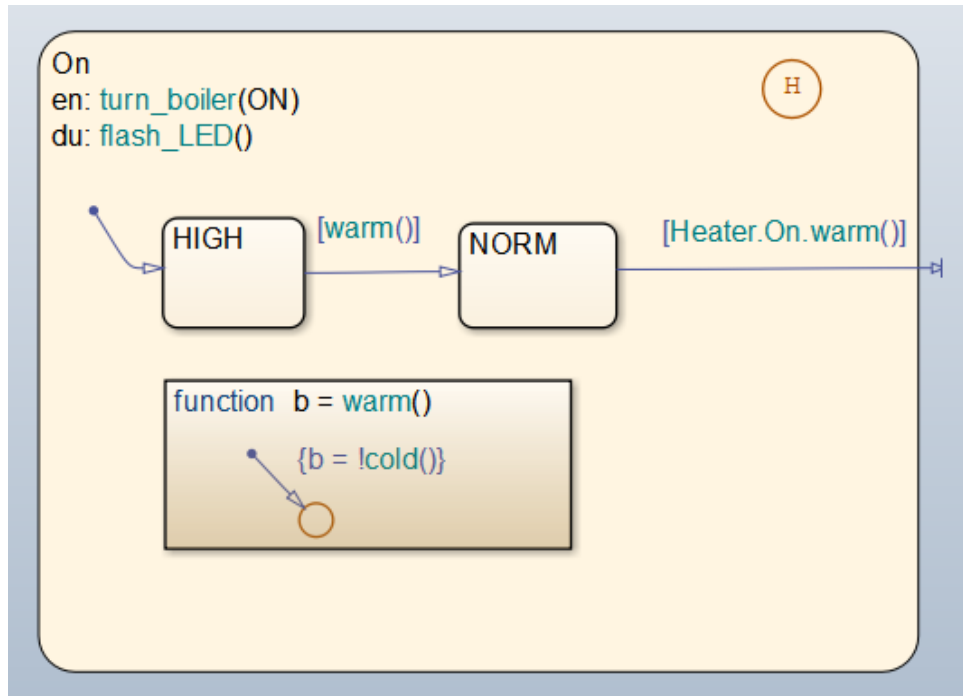 On
H
en: turn_boiler(ON)
du: flash_LED()
HIGH
[warm()]
NORM
[Heater.On.warm()]
function b = warm()
{b = !cold()}